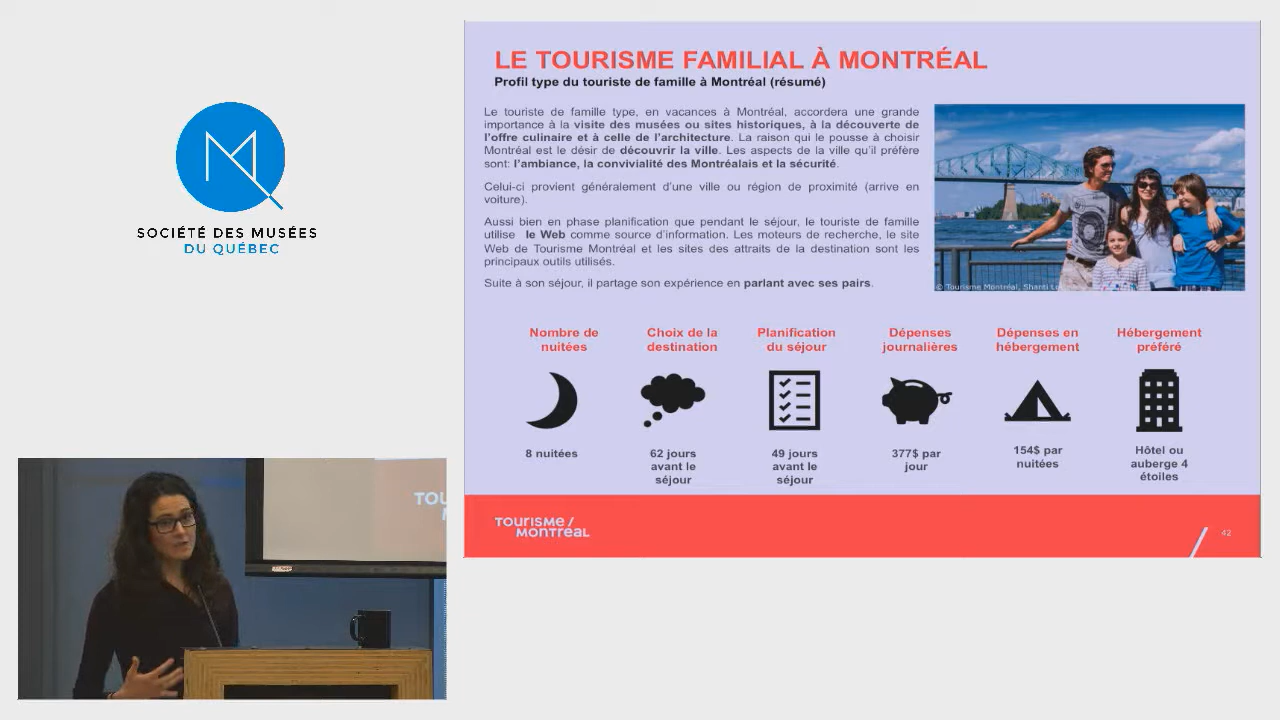 SOCIÉTÉ DES MUSÉES
DU QUÉBEC
LE TOURISME FAMILIAL À MONTRÉAL
Profil type du touriste de famille à Montréal (résumé)
Le touriste de famille type, en vacances à Montréal, accordera une grande
importance à la visite des musées ou sites historiques, à la découverte de
l'offre culinaire et à celle de l'architecture. La raison qui le pousse à choisir
Montréal est le désir de découvrir la ville. Les aspects de la ville qu'il préfère
sont: l'ambiance, la convivialité des Montréalais et la sécurité.
Celui-ci provient généralement d'une ville ou région de proximité (arrive en
voiture).
Aussi bien en phase planification que pendant le séjour, le touriste de famille
utilise le Web comme source d'information. Les moteurs de recherche, le site
Web de Tourisme Montréal et les sites des attraits de la destination sont les
principaux outils utilisés.
Suite à son séjour, il partage son expérience en parlant avec ses pairs.
© Tourisme Montréal, Shanti
Nombre de
nuitées
8 nuitées
Choix de la
destination
62 jours
avant le
séjour
Planification
du séjour
49 jours
avant le
séjour
Dépenses
journalières
377$ par
jour
Dépenses en
hébergement
154$ par
nuitées
Hébergement
préféré
Hôtel ou
auberge 4
étoiles
TOURISME /
MONTRÉAL
42
TOU